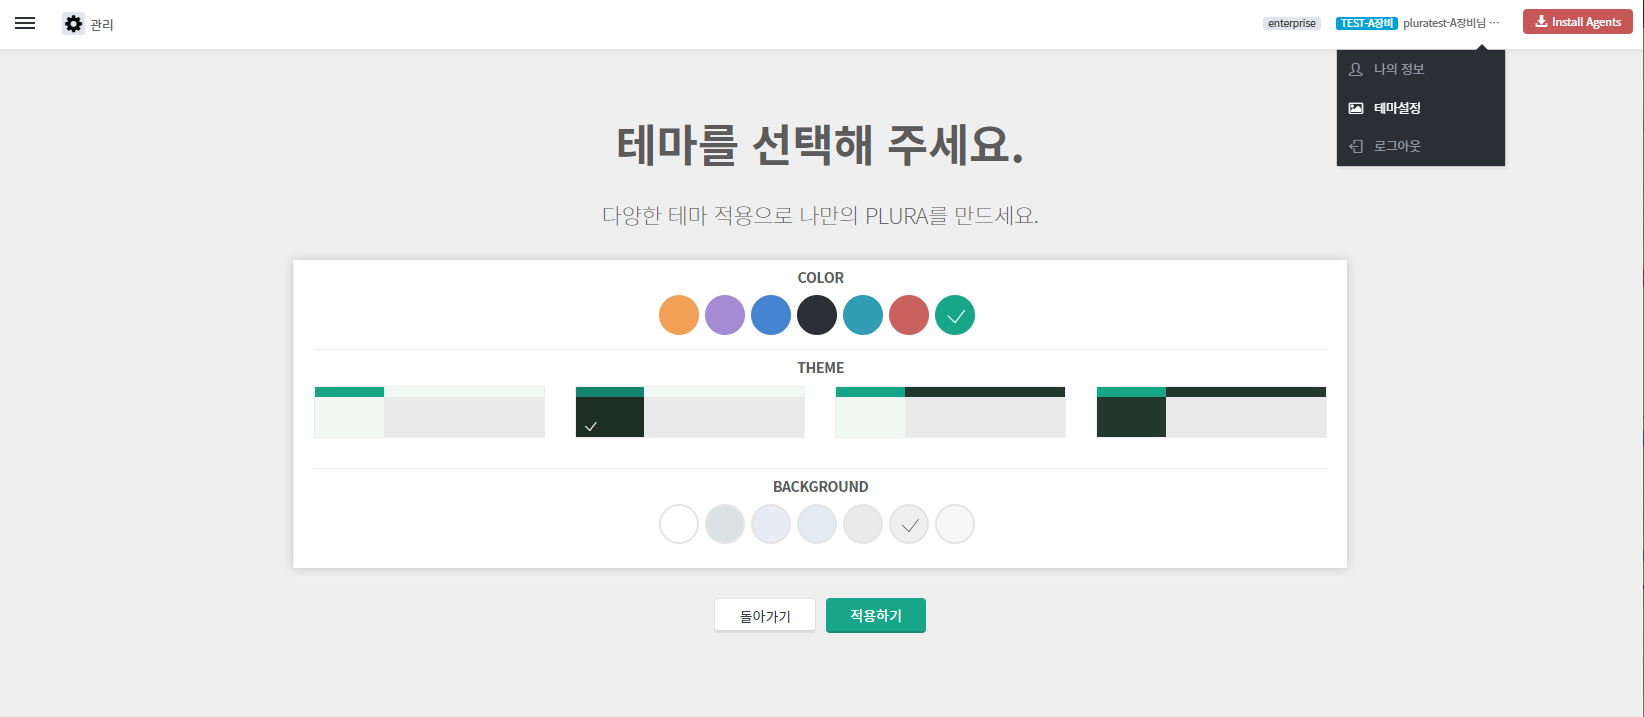 관리
enterprise TEST-A장비 pluratest-A장비님 ··· Install Agents
나의 정보
테마설정
로그아웃
테마를 선택해 주세요.
다양한 테마 적용으로 나만의 PLURA를 만드세요.
COLOR
THEME
BACKGROUND
돌아가기 적용하기